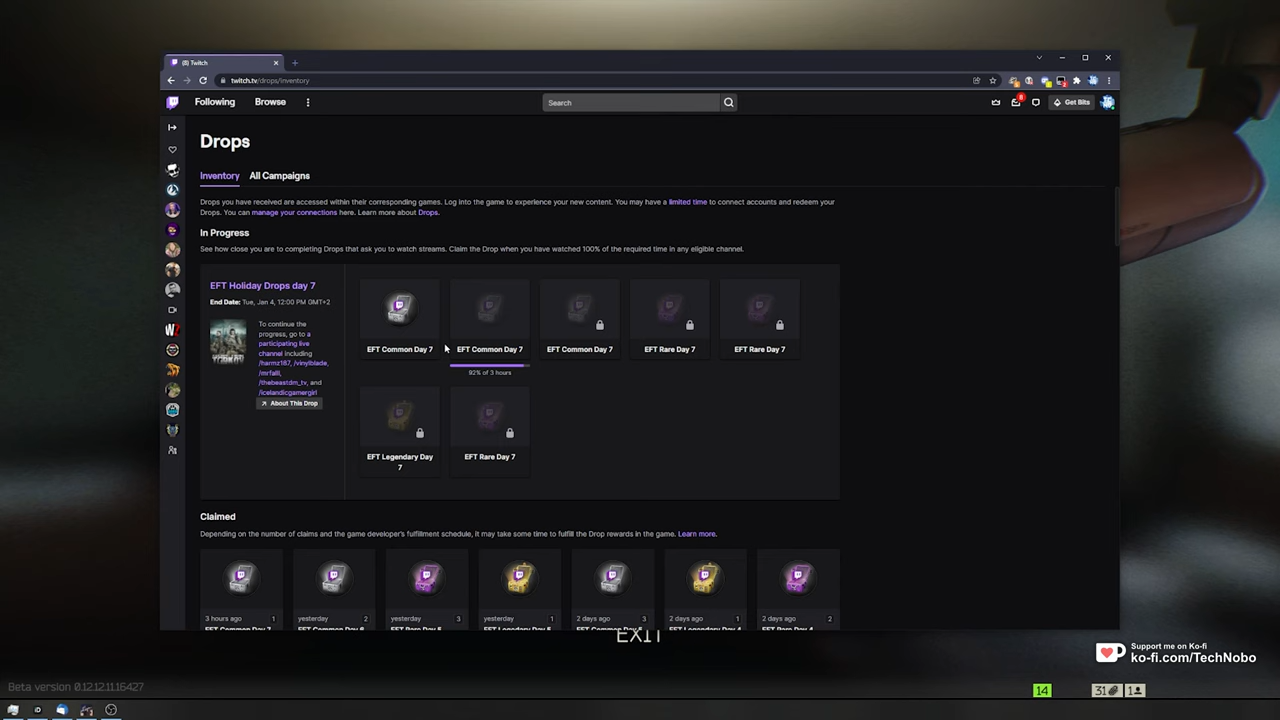 (8) Twitch
twitch.tv/drops/inventory
Following
Browse
Search
8
Get Bits
Drops
Inventory
All Campaigns
Drops you have received are accessed within their corresponding games. Log into the game to experience your new content. You may have a limited time to connect accounts and redeem your
Drops. You can manage your connections here. Learn more about Drops.
In Progress
See how close you are to completing Drops that ask you to watch streams. Claim the Drop when you have watched 100% of the required time in any eligible channel.
EFT Holiday Drops day 7
End Date: Tue, Jan 4, 12:00 PM GMT+2
To continue the
progress, go to a
participating live
channel including
/harmz187, /vinylblade,
/mrfalll,
/thebeastdm_tv, and
/icelandicgamergirl
About This Drop
EFT Common Day 7
EFT Common Day 7
92% of 3 hours
EFT Common Day 7
EFT Rare Day 7
EFT Rare Day 7
EFT Legendary Day
7
EFT Rare Day 7
Claimed
Depending on the number of claims and the game developer's fulfillment schedule, it may take some time to fulfill the Drop rewards in the game. Learn more.
3 hours ago 1
yesterday 2
yesterday 3
yesterday 1
2 days ago 3
2 days ago 1
2 days ago 2
EXIT
Support me on Ko-fi
ko-fi.com/TechNobo
Beta version 0.12.12.11.16427
14
31
1